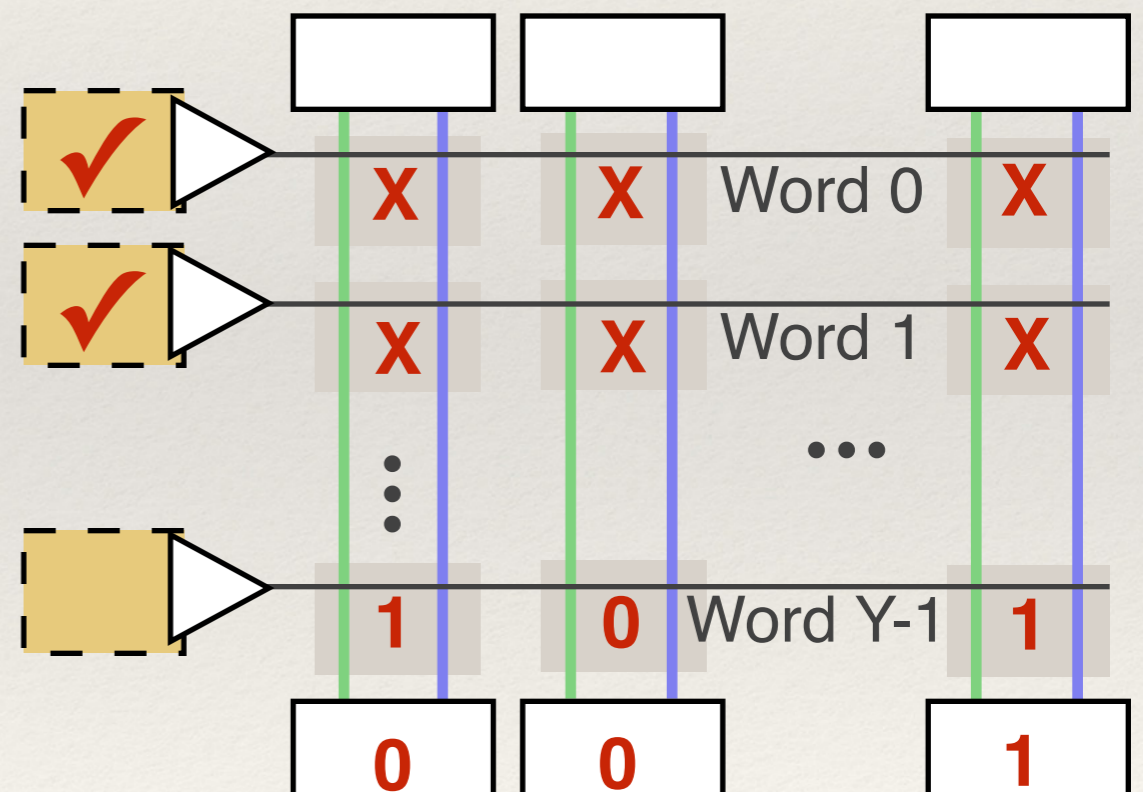 ✓
X X Word 0 X
✓
X X Word 1 X
•••
1 0 Word Y-1 1
0 0 1